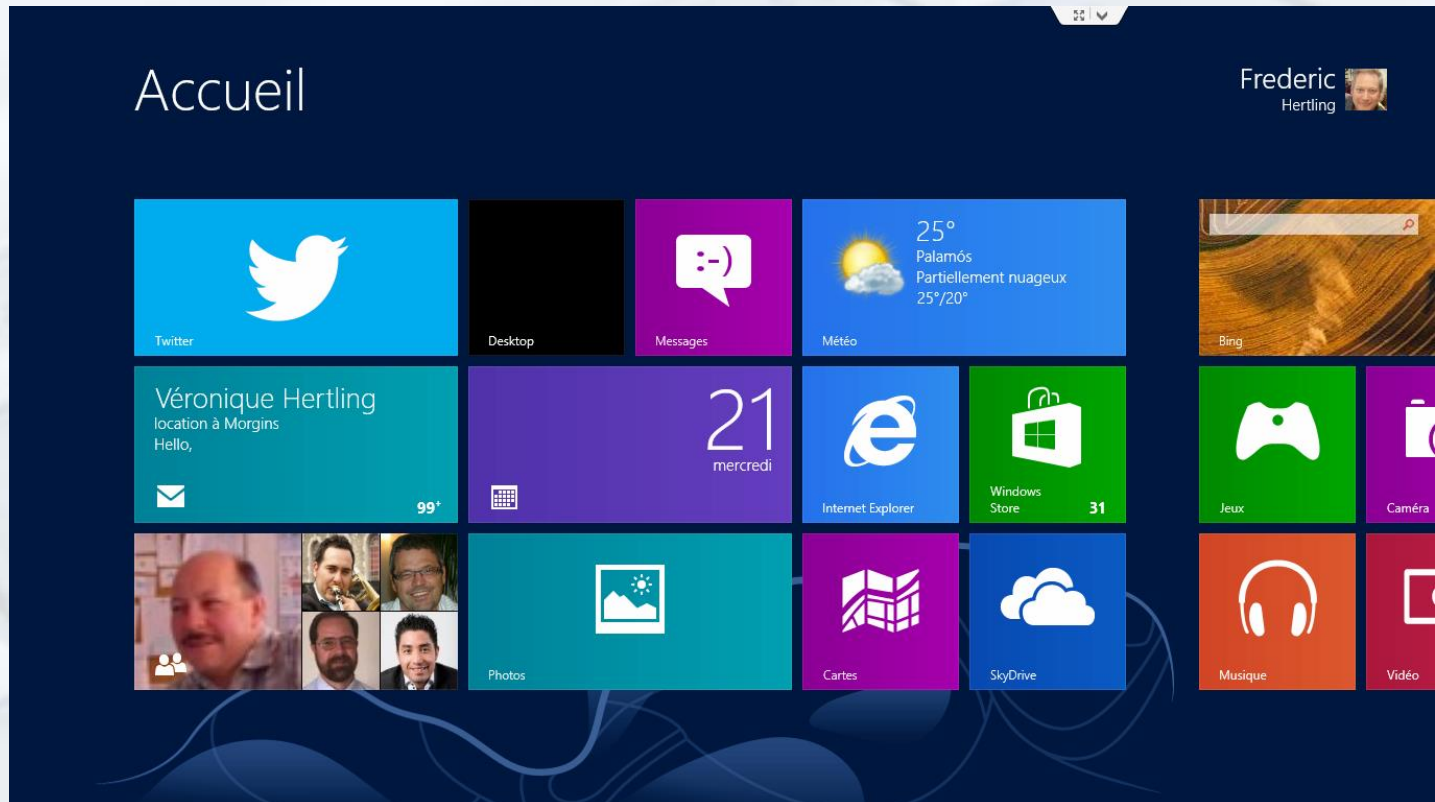 Accueil
Frederic
Hertling
Twitter
Desktop
:-)
Messages
25°
Palamós
Partiellement nuageux
25°/20°
Météo
Bing
Véronique Hertling
location à Morgins
Hello,
99+
21
mercredi
Internet Explorer
Windows
Store 31
Jeux
Caméra
Photos
Cartes
SkyDrive
Musique
Vidéo